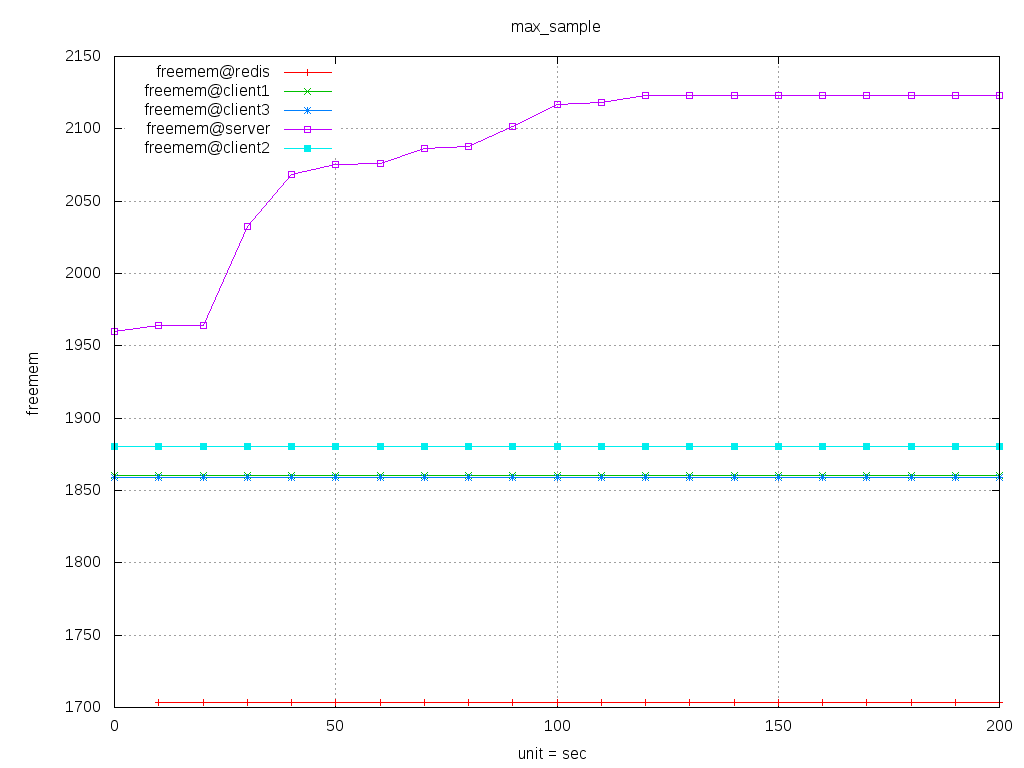 max_sample
2150
2100
2050
2000
1950
1900
1850
1800
1750
1700
freemem
freemem@redis
freemem@client1
freemem@client3
freemem@server
freemem@client2
0 50 100 150 200
unit = sec